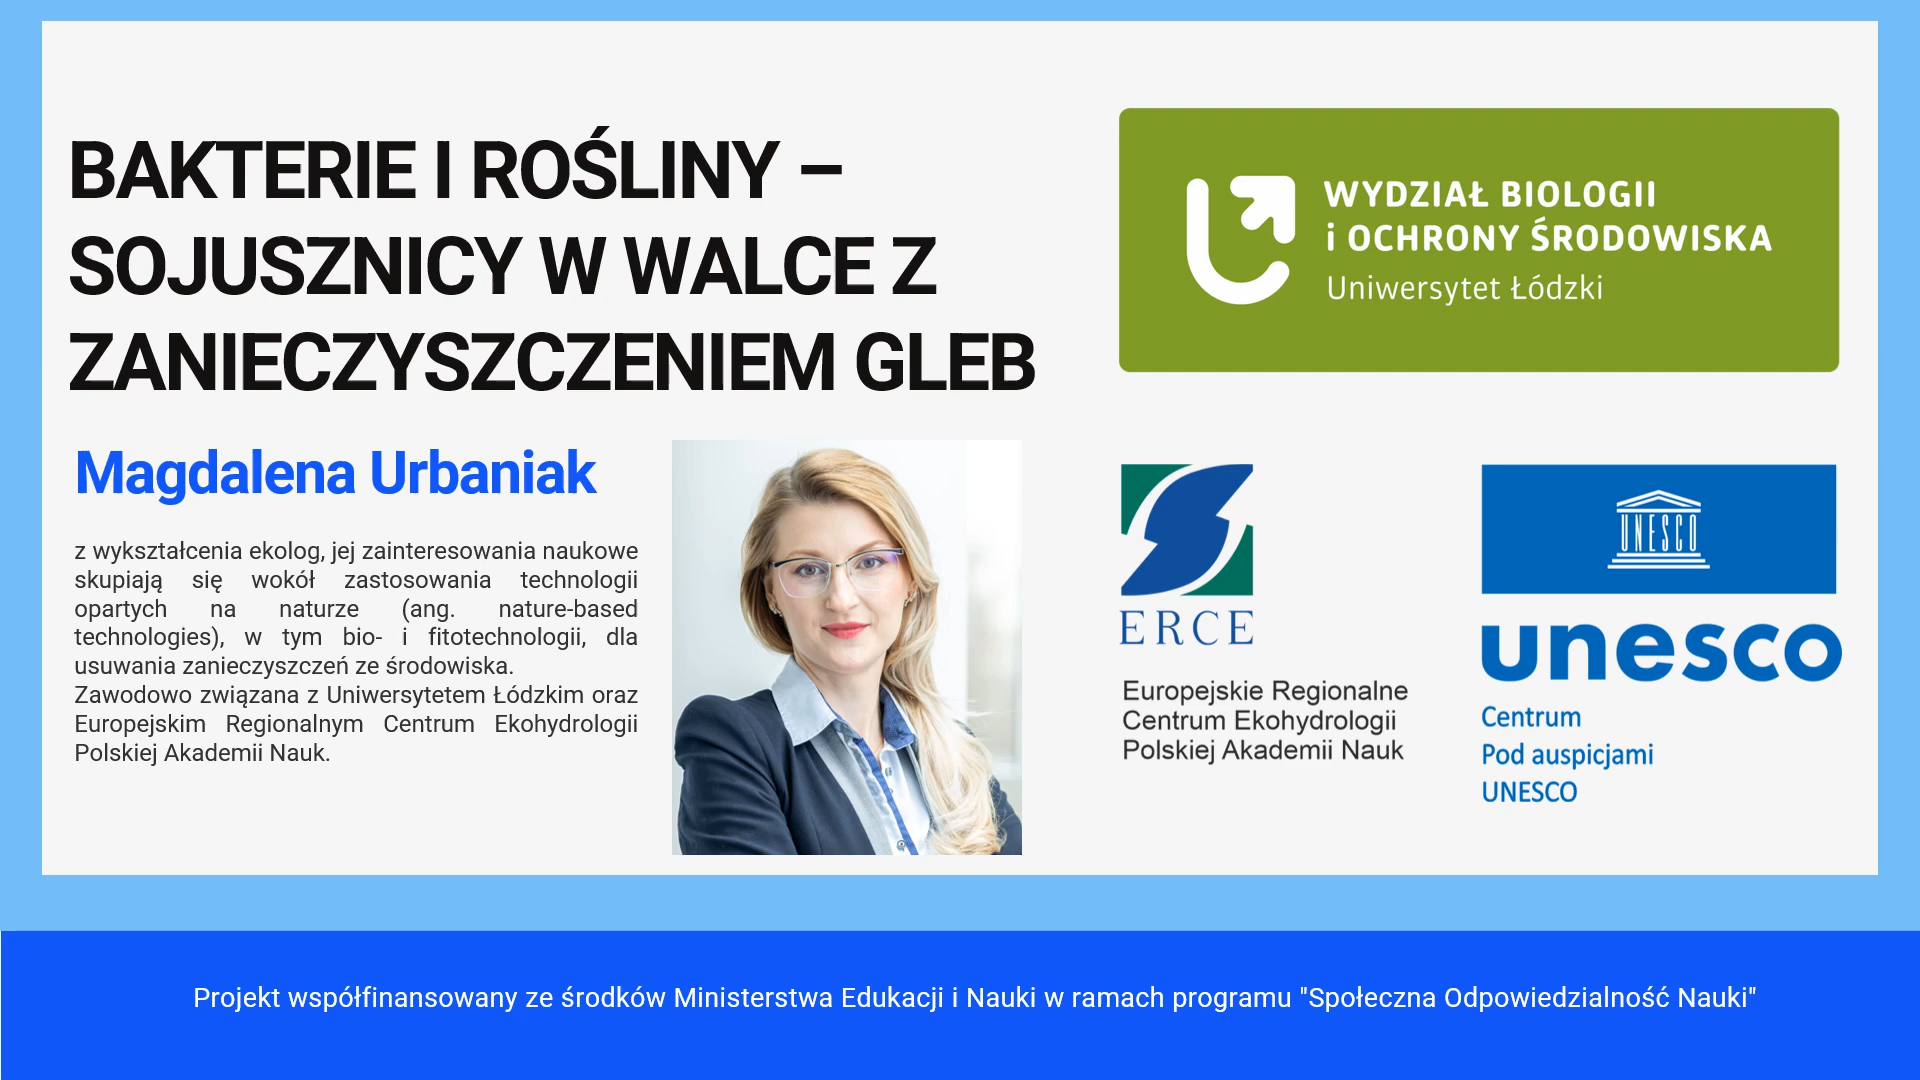 BAKTERIE I ROŚLINY –
SOJUSZNICY W WALCE Z
ZANIECZYSZCZENIEM GLEB
Magdalena Urbaniak
z wykształcenia ekolog, jej zainteresowania naukowe
skupiają się wokół zastosowania technologii
opartych na naturze (ang. nature-based
technologies), w tym bio- i fitotechnologii, dla
usuwania zanieczyszczeń ze środowiska.
Zawodowo związana z Uniwersytetem Łódzkim oraz
Europejskim Regionalnym Centrum Ekohydrologii
Polskiej Akademii Nauk.
WYDZIAŁ BIOLOGII
i OCHRONY ŚRODOWISKA
Uniwersytet Łódzki
ERCE
Europejskie Regionalne
Centrum Ekohydrologii
Polskiej Akademii Nauk
UNESCO
unesco
Centrum
Pod auspicjami
UNESCO
Projekt współfinansowany ze środków Ministerstwa Edukacji i Nauki w ramach programu "Społeczna Odpowiedzialność Nauki"